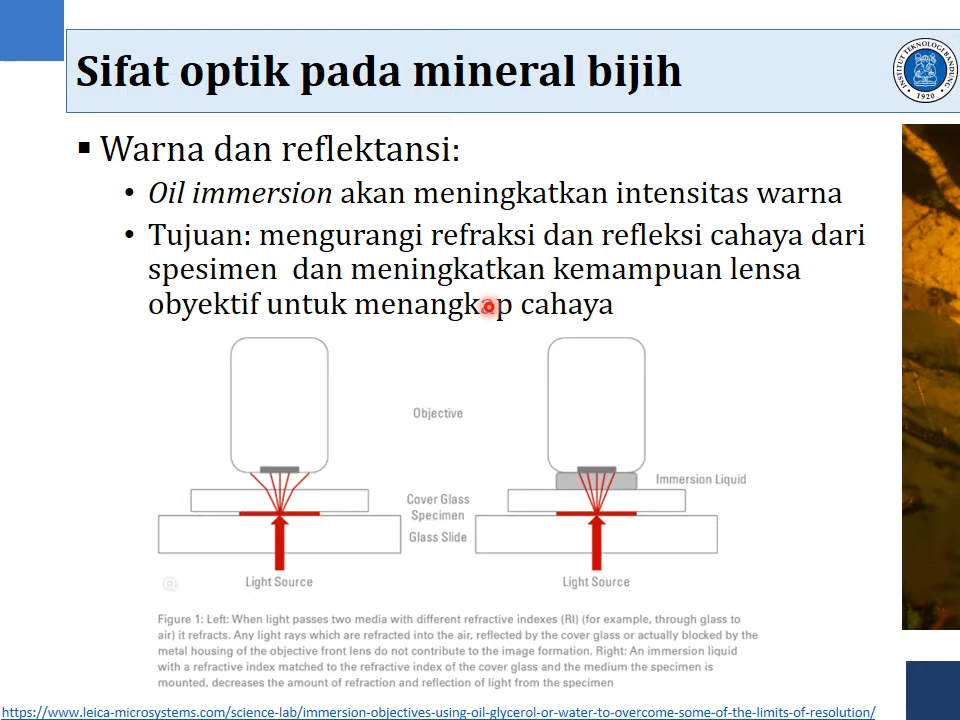 Sifat optik pada mineral bijih
INSTITUT TEKNOLOGI BANDUNG
1920
▪ Warna dan reflektansi:
• Oil immersion akan meningkatkan intensitas warna
• Tujuan: mengurangi refraksi dan refleksi cahaya dari
spesimen dan meningkatkan kemampuan lensa
obyektif untuk menangkap cahaya
Objective
Immersion Liquid
Cover Glass
Specimen
Glass Slide
Light Source
Light Source
Figure 1: Left: When light passes two media with different refractive indexes (RI) (for example, through glass to
air) it refracts. Any light rays which are refracted into the air, reflected by the cover glass or actually blocked by the
metal housing of the objective front lens do not contribute to the image formation. Right: An immersion liquid
with a refractive index matched to the refractive index of the cover glass and the medium the specimen is
mounted, decreases the amount of refraction and reflection of light from the specimen
https://www.leica-microsystems.com/science-lab/immersion-objectives-using-oil-glycerol-or-water-to-overcome-some-of-the-limits-of-resolution/